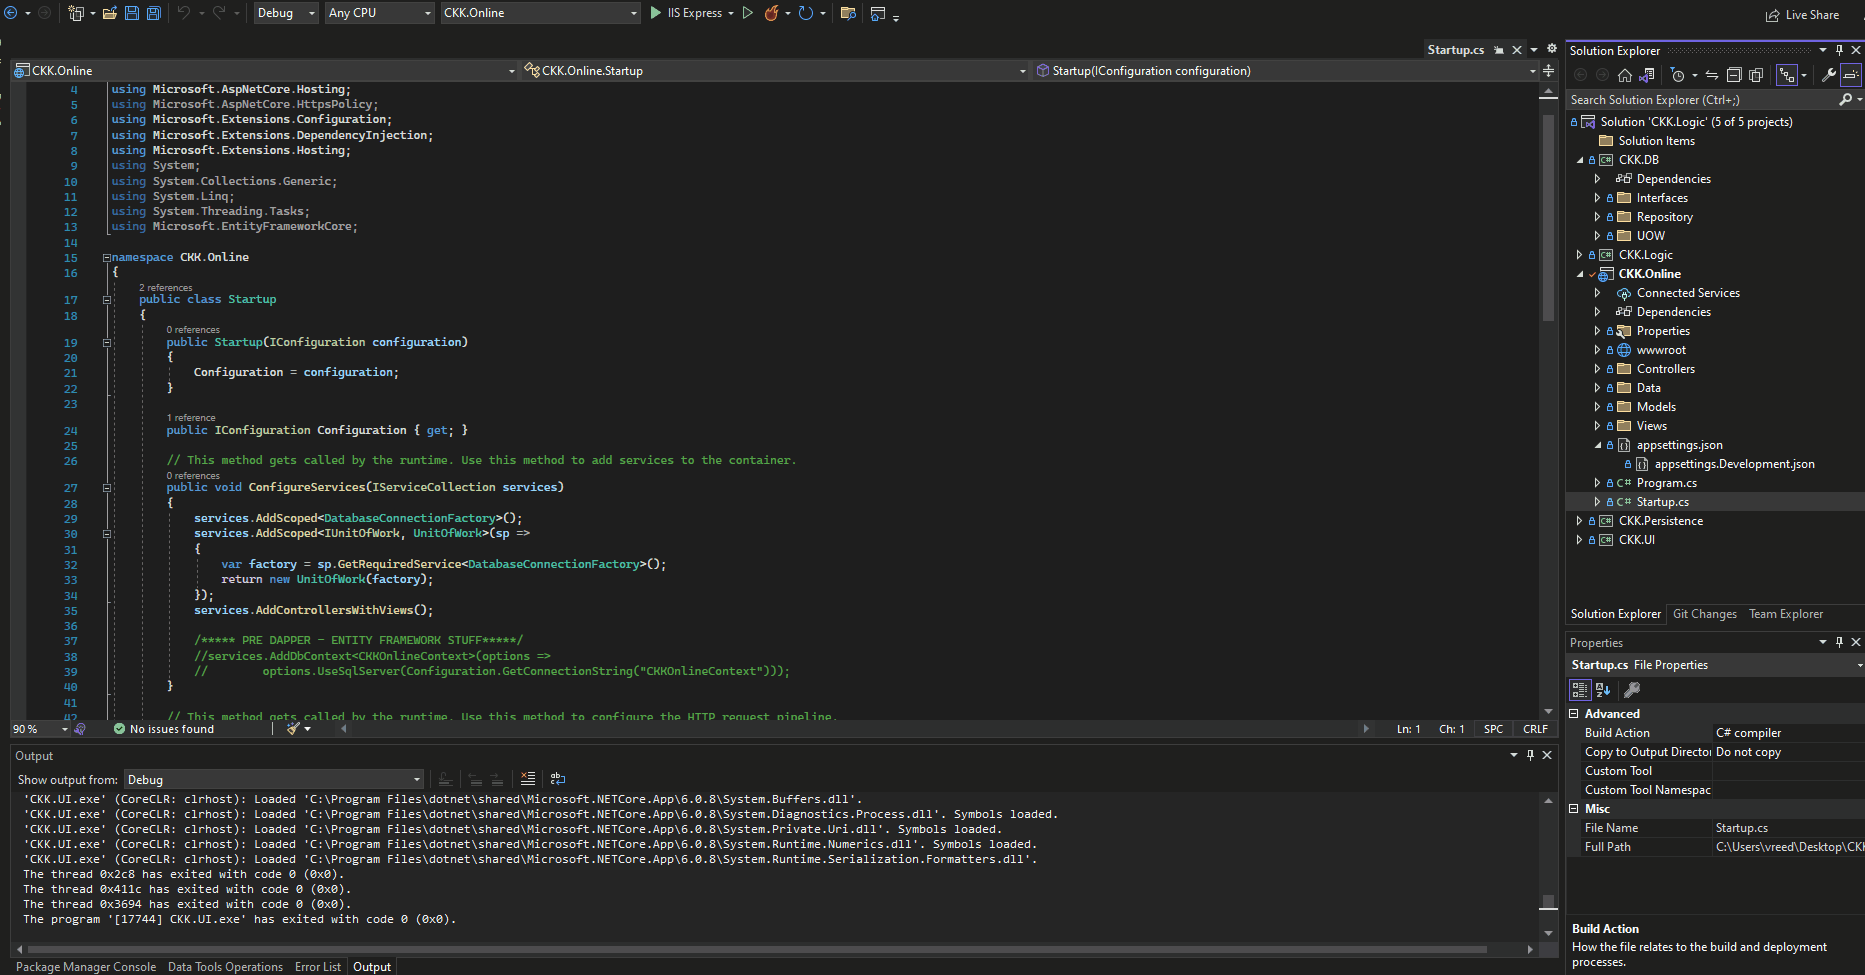 Debug
Any CPU
CKK.Online
IIS Express
Live Share
Startup.cs
CKK.Online
CKK.Online.Startup
Startup(IConfiguration configuration)
4 using Microsoft.AspNetCore.Hosting;
5 using Microsoft.AspNetCore.HttpsPolicy;
6 using Microsoft.Extensions.Configuration;
7 using Microsoft.Extensions.DependencyInjection;
8 using Microsoft.Extensions.Hosting;
9 using System;
10 using System.Collections.Generic;
11 using System.Linq;
12 using System.Threading.Tasks;
13 using Microsoft.EntityFrameworkCore;
14
15 namespace CKK.Online
16 {
2 references
17 public class Startup
18 {
0 references
19 public Startup(IConfiguration configuration)
20 {
21 Configuration = configuration;
22 }
23
1 reference
24 public IConfiguration Configuration { get; }
25
26 // This method gets called by the runtime. Use this method to add services to the container.
0 references
27 public void ConfigureServices(IServiceCollection services)
28 {
29 services.AddScoped<DatabaseConnectionFactory>();
30 services.AddScoped<IUnitOfWork, UnitOfWork>(sp =>
31 {
32 var factory = sp.GetRequiredService<DatabaseConnectionFactory>();
33 return new UnitOfWork(factory);
34 });
35 services.AddControllersWithViews();
36
37 /***** PRE DAPPER - ENTITY FRAMEWORK STUFF*****/
38 //services.AddDbContext<CKKOnlineContext>(options =>
39 // options.UseSqlServer(Configuration.GetConnectionString("CKKOnlineContext")));
40 }
41
42 // This method gets called by the runtime. Use this method to configure the HTTP request pipeline.
90 %
No issues found
Ln: 1 Ch: 1 SPC CRLF
Output
Show output from: Debug
'CKK.UI.exe' (CoreCLR: clrhost): Loaded 'C:\Program Files\dotnet\shared\Microsoft.NETCore.App\6.0.8\System.Buffers.dll'.
'CKK.UI.exe' (CoreCLR: clrhost): Loaded 'C:\Program Files\dotnet\shared\Microsoft.NETCore.App\6.0.8\System.Diagnostics.Process.dll'. Symbols loaded.
'CKK.UI.exe' (CoreCLR: clrhost): Loaded 'C:\Program Files\dotnet\shared\Microsoft.NETCore.App\6.0.8\System.Private.Uri.dll'. Symbols loaded.
'CKK.UI.exe' (CoreCLR: clrhost): Loaded 'C:\Program Files\dotnet\shared\Microsoft.NETCore.App\6.0.8\System.Runtime.Numerics.dll'. Symbols loaded.
'CKK.UI.exe' (CoreCLR: clrhost): Loaded 'C:\Program Files\dotnet\shared\Microsoft.NETCore.App\6.0.8\System.Runtime.Serialization.Formatters.dll'.
The thread 0x2c8 has exited with code 0 (0x0).
The thread 0x411c has exited with code 0 (0x0).
The thread 0x3694 has exited with code 0 (0x0).
The program '[17744] CKK.UI.exe' has exited with code 0 (0x0).
Package Manager Console Data Tools Operations Error List Output
Solution Explorer
Search Solution Explorer (Ctrl+;)
Solution 'CKK.Logic' (5 of 5 projects)
Solution Items
C# CKK.DB
Dependencies
Interfaces
Repository
UOW
C# CKK.Logic
CKK.Online
Connected Services
Dependencies
Properties
wwwroot
Controllers
Data
Models
Views
appsettings.json
appsettings.Development.json
C# Program.cs
C# Startup.cs
C# CKK.Persistence
C# CKK.UI
Solution Explorer Git Changes Team Explorer
Properties
Startup.cs File Properties
Advanced
Build Action C# compiler
Copy to Output Director Do not copy
Custom Tool
Custom Tool Namespac
Misc
File Name Startup.cs
Full Path C:\Users\vreed\Desktop\CKK
Build Action
How the file relates to the build and deployment
processes.